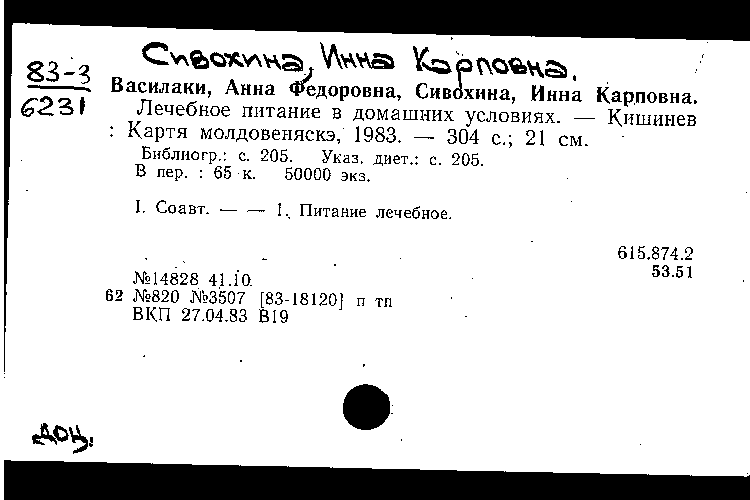 Сивохина, Инна Карповна.
83-3
6231
Василаки, Анна Федоровна, Сивохина, Инна Карповна.
Лечебное питание в домашних условиях. — Кишинев
: Картя молдовеняскэ, 1983. — 304 с.; 21 см.
Библиогр.: с. 205. Указ. диет.: с. 205.
В пер. : 65 к. 50000 экз.
I. Соавт. — — 1. Питание лечебное.
615.874.2
53.51
№14828 41.10.
62 №820 №3507 [83-18120] п тп
ВКП 27.04.83 В19
доц.